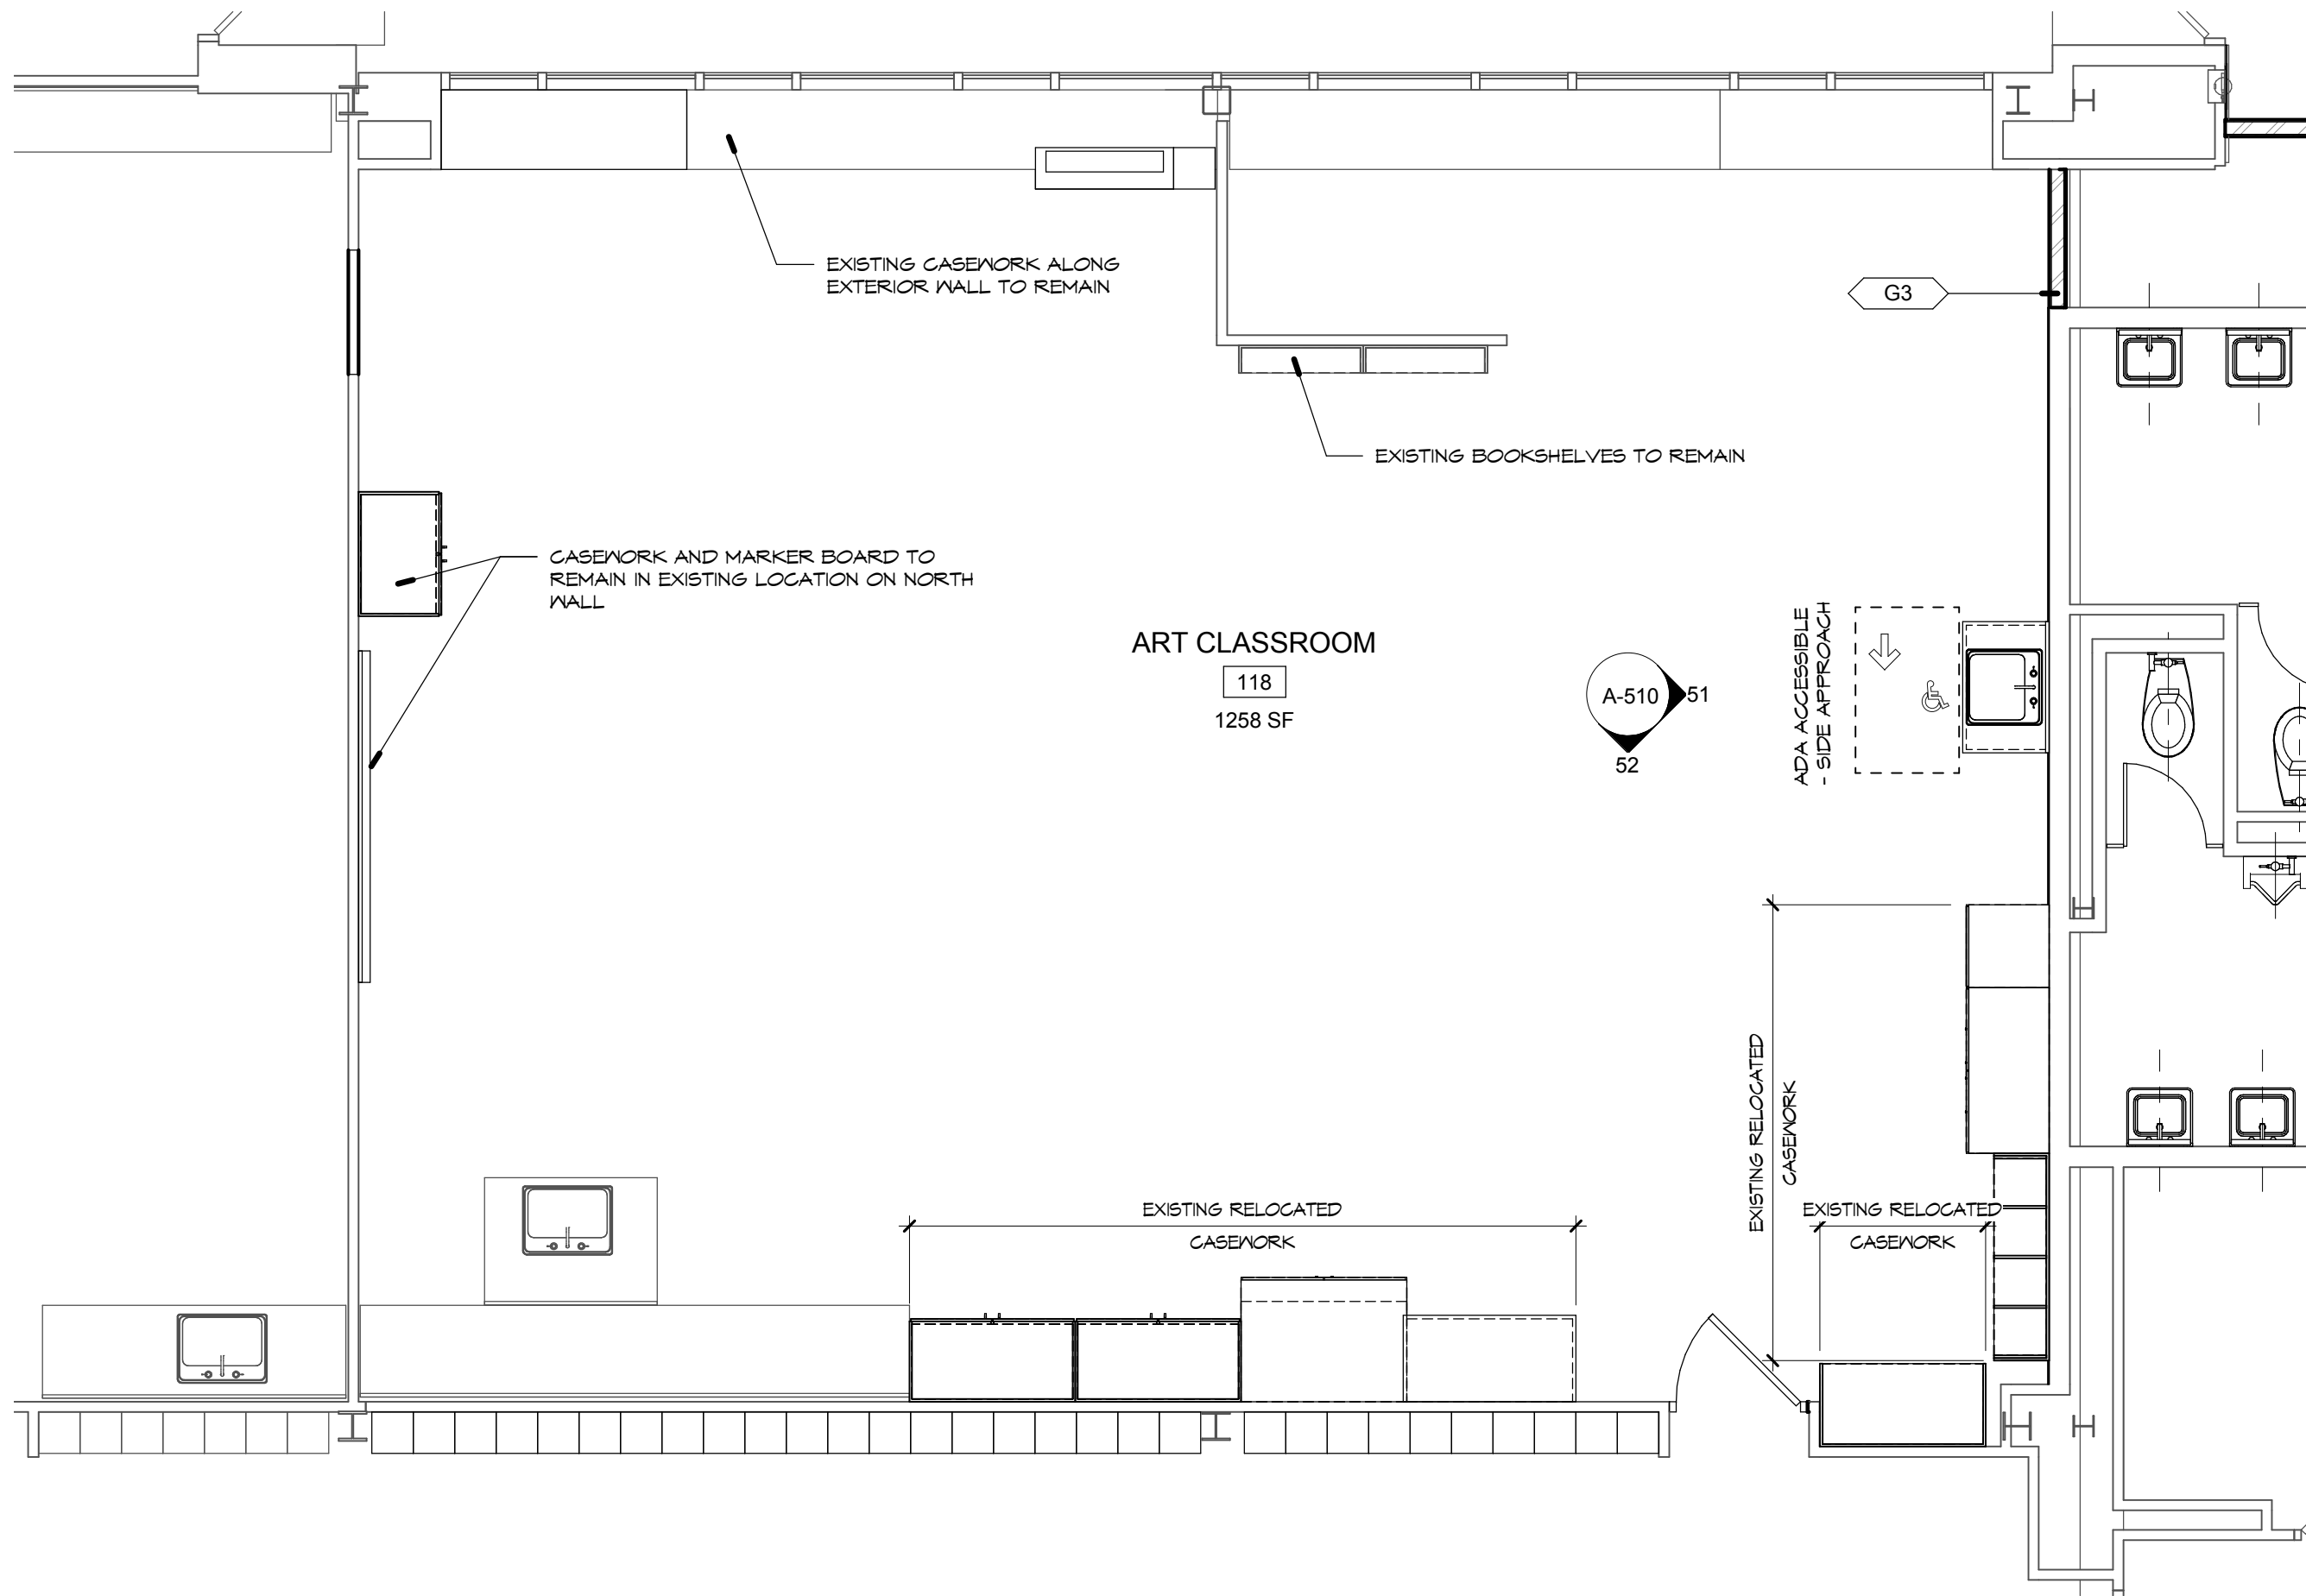 EXISTING CASEWORK ALONG
EXTERIOR WALL TO REMAIN
G3
EXISTING BOOKSHELVES TO REMAIN
CASEWORK AND MARKER BOARD TO
REMAIN IN EXISTING LOCATION ON NORTH
WALL
ART CLASSROOM
118
1258 SF
A-510
51
52
ADA ACCESSIBLE
- SIDE APPROACH
EXISTING RELOCATED
CASEWORK
EXISTING RELOCATED
CASEWORK
EXISTING RELOCATED
CASEWORK